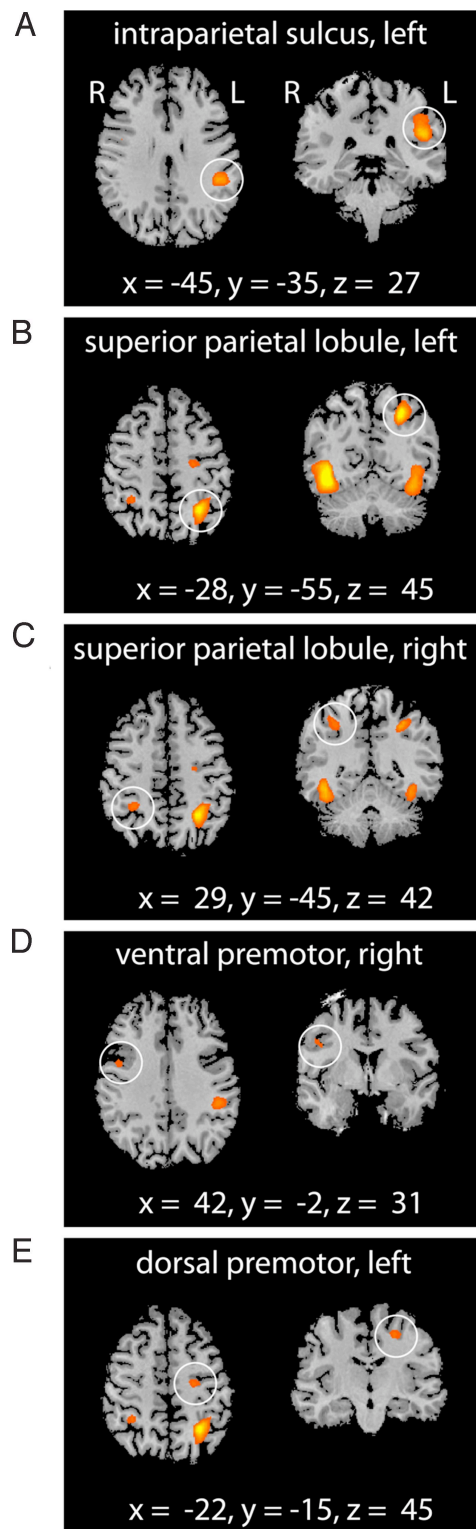 A
intraparietal sulcus, left
R L R L
x = -45, y = -35, z = 27
B
superior parietal lobule, left
x = -28, y = -55, z = 45
C
superior parietal lobule, right
x = 29, y = -45, z = 42
D
ventral premotor, right
x = 42, y = -2, z = 31
E
dorsal premotor, left
x = -22, y = -15, z = 45